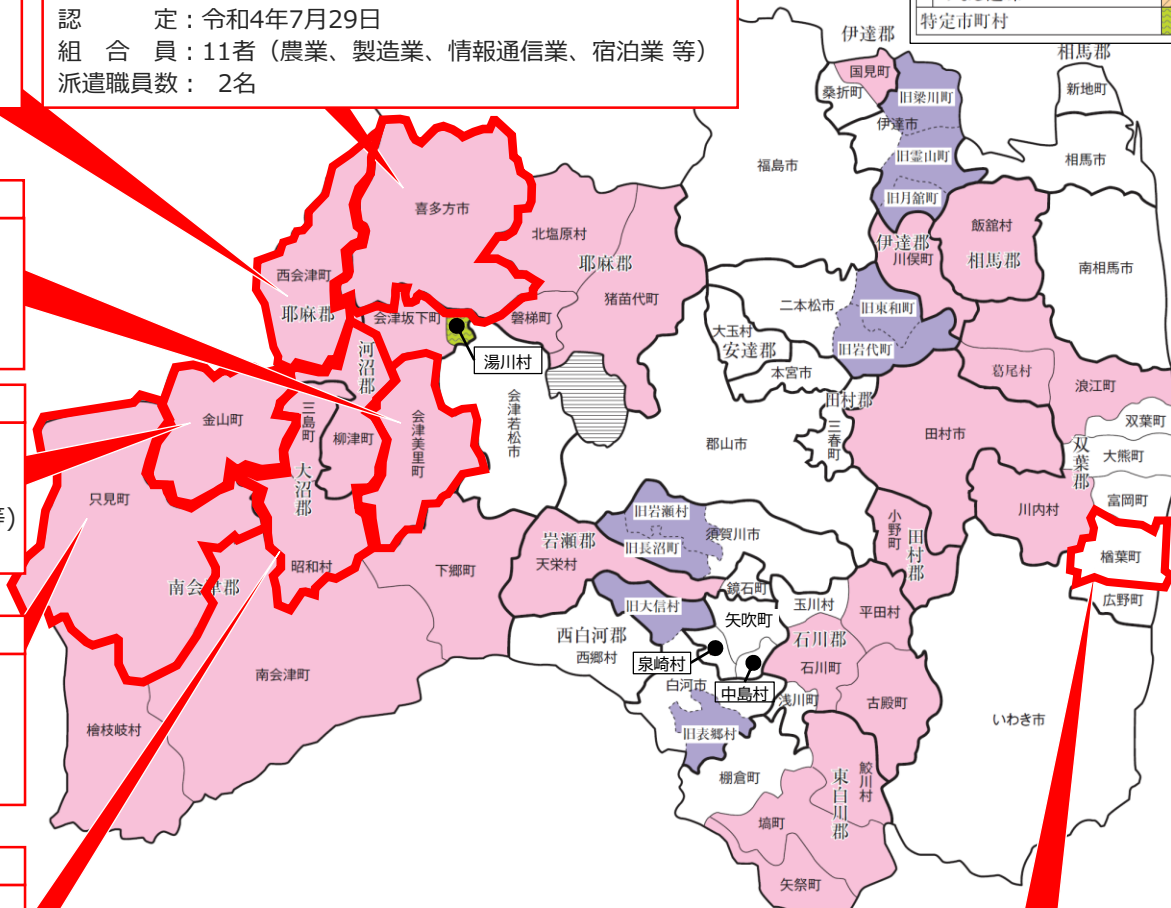 認　　　定：令和4年7月29日
組　合　員：11者（農業、製造業、情報通信業、宿泊業 等）
派遣職員数： 2名
特定市町村
等)
伊達郡
国見町
桑折町
旧梁川町
伊達市
旧霊山町
旧月舘町
相馬郡
新地町
相馬市
福島市
喜多方市
北塩原村
耶麻郡
猪苗代町
西会津町
耶麻郡
会津坂下町
磐梯町
湯川村
伊達郡
川俣町
飯舘村
相馬郡
南相馬市
二本松市
旧東和町
旧岩代町
大玉村
安達郡
本宮市
河沼郡
葛尾村
浪江町
双葉町
大熊町
双葉郡
富岡町
金山町
三島町
柳津町
会津美里町
会津若松市
大沼郡
郡山市
田村郡
三春町
田村市
川内村
楢葉町
広野町
只見町
昭和村
南会津郡
下郷町
岩瀬郡
天栄村
旧岩瀬村
旧長沼町
須賀川市
小野町
田村郡
鏡石町
旧大信村
矢吹町
玉川村
平田村
石川郡
石川町
西白河郡
西郷村
泉崎村
中島村
白河市
浅川町
古殿町
いわき市
南会津町
檜枝岐村
旧表郷村
棚倉町
東白川郡
鮫川村
塙町
矢祭町